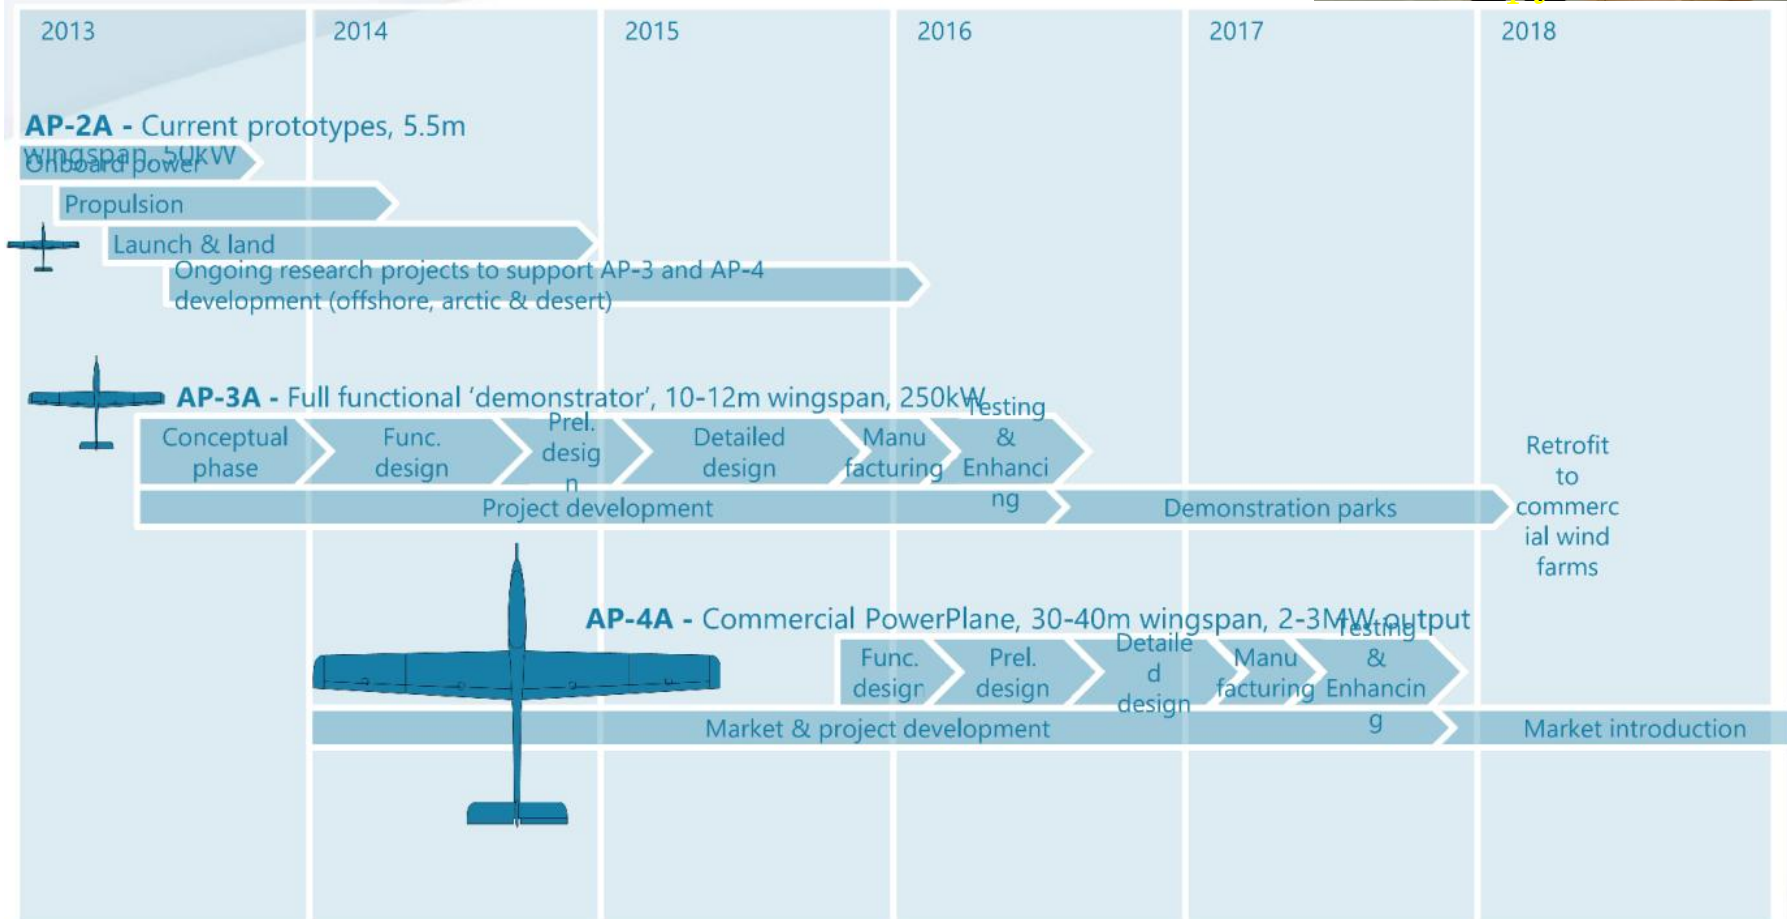 2013
2014
2015
2016
2017
2018
AP-2A - Current prototypes, 5.5m
wingspan, 50kW
Onboard power
Propulsion
Launch & land
Ongoing research projects to support AP-3 and AP-4
development (offshore, arctic & desert)
AP-3A - Full functional ‘demonstrator’, 10-12m wingspan, 250kW
Conceptual
phase
Func.
design
Prel.
desig
n
Detailed
design
Manu
facturing
Testing
&
Enhanci
ng
Project development
Demonstration parks
Retrofit
to
commerc
ial wind
farms
AP-4A - Commercial PowerPlane, 30-40m wingspan, 2-3MW output
Func.
design
Prel.
design
Detaile
d
design
Manu
facturing
Testing
&
Enhancin
g
Market & project development
Market introduction